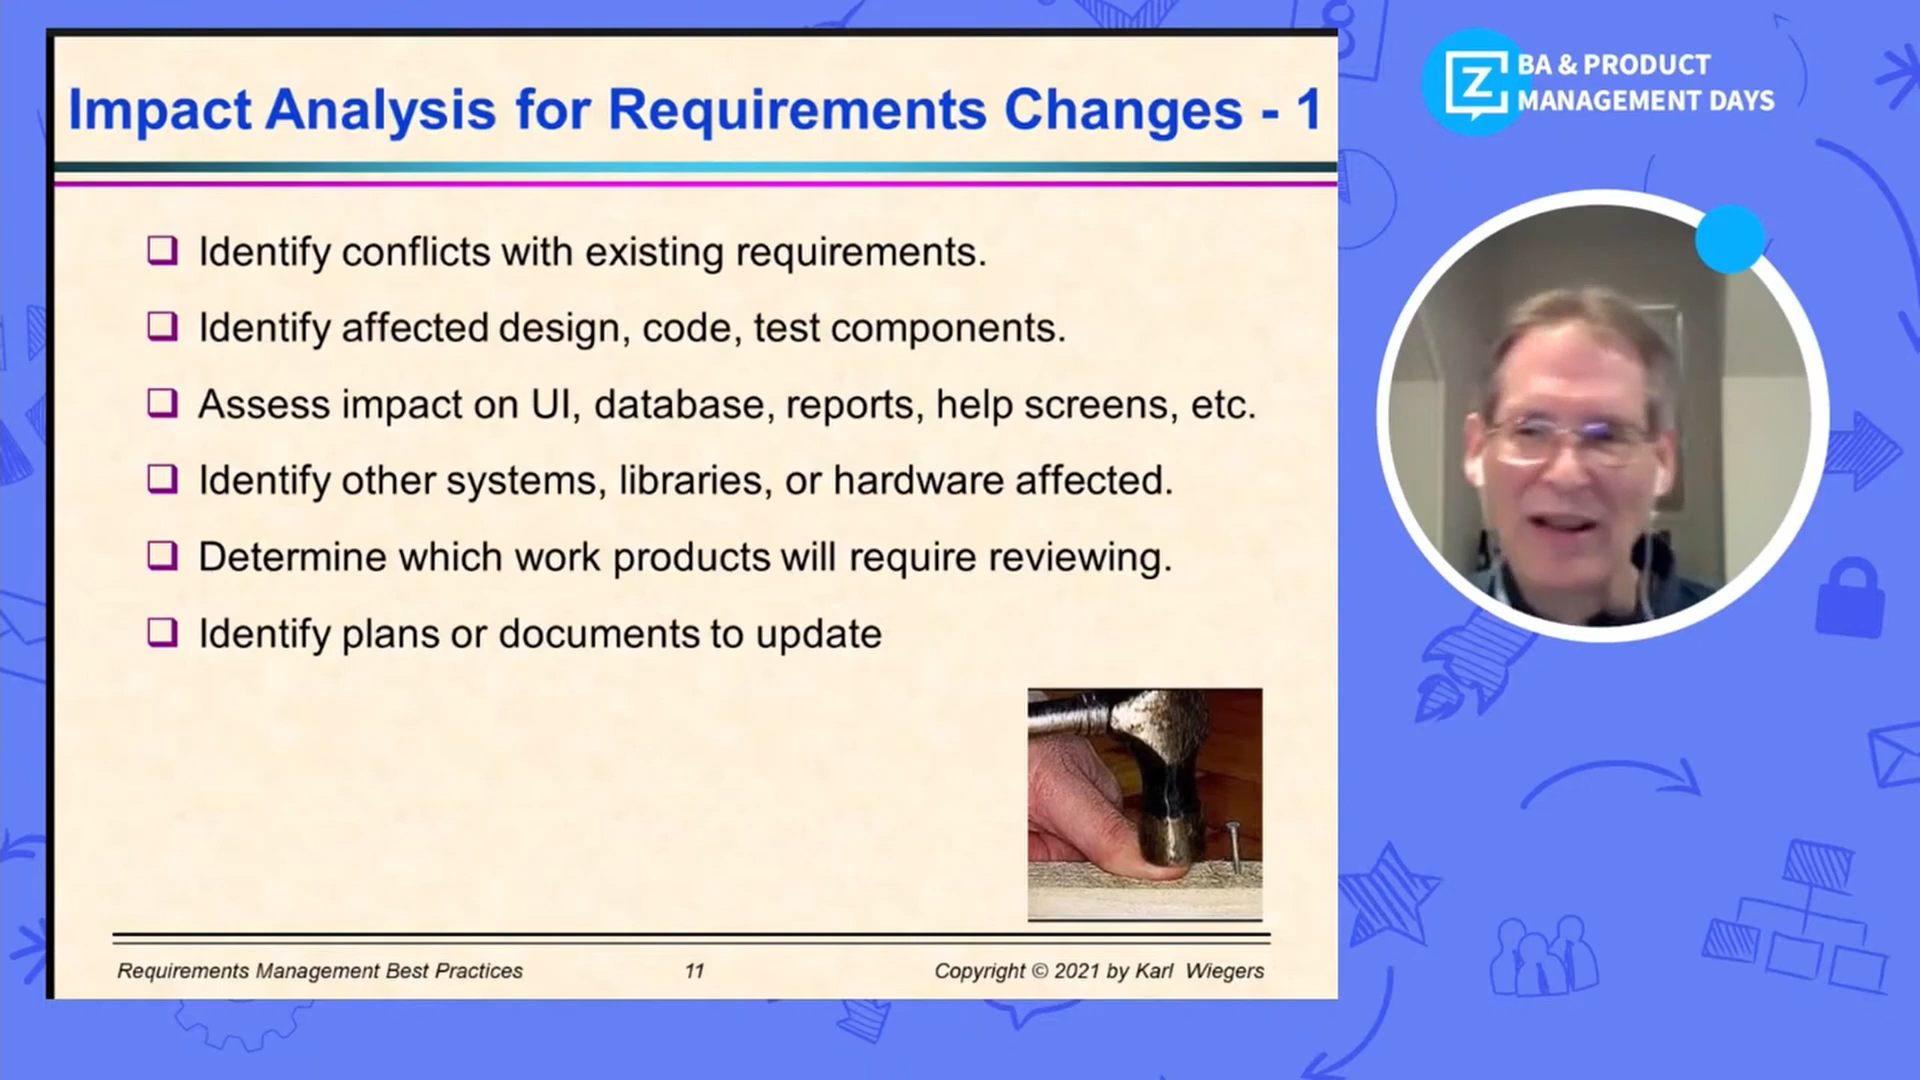 Impact Analysis for Requirements Changes - 1
Identify conflicts with existing requirements.
Identify affected design, code, test components.
Assess impact on UI, database, reports, help screens, etc.
Identify other systems, libraries, or hardware affected.
Determine which work products will require reviewing.
Identify plans or documents to update
Requirements Management Best Practices
11
Copyright © 2021 by Karl Wiegers
Z
BA & PRODUCT
MANAGEMENT DAYS